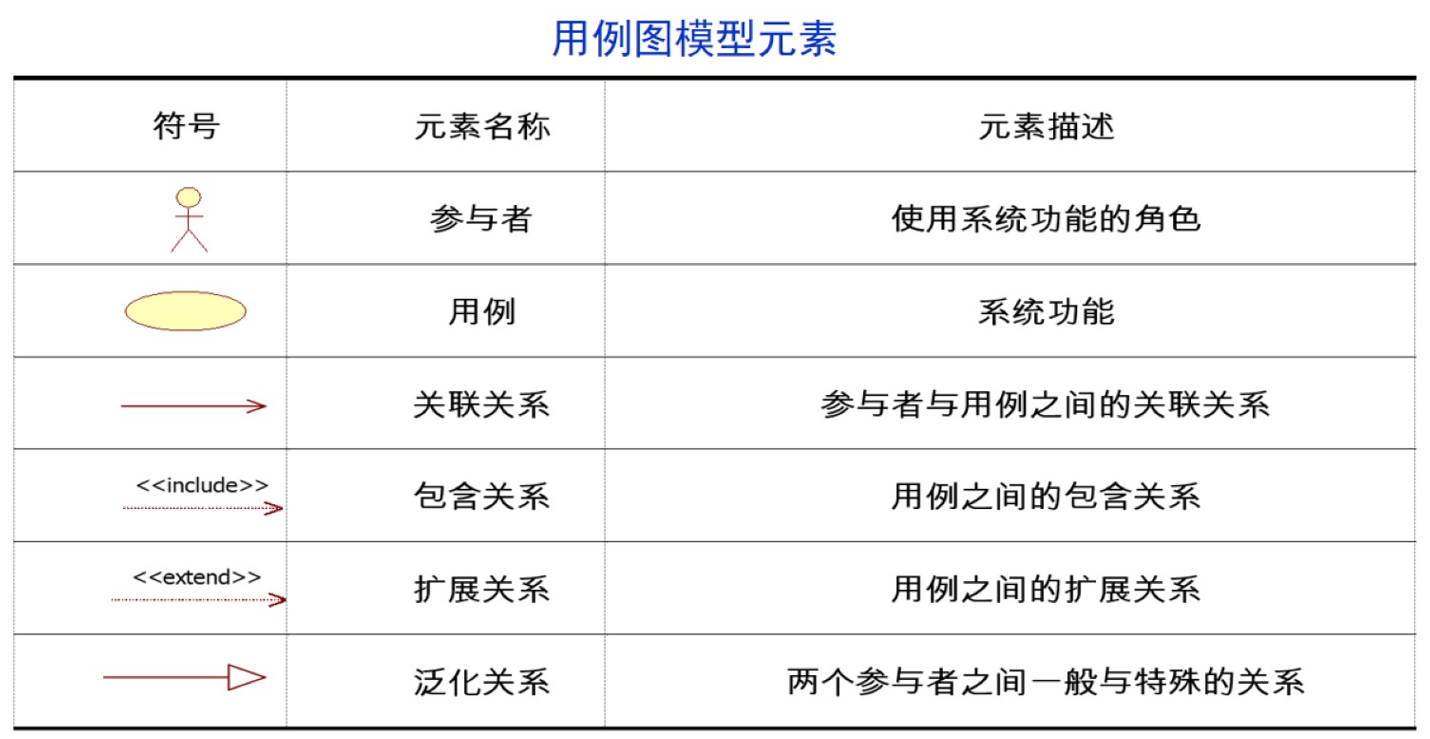 用例图模型元素
符号 元素名称 元素描述
参与者 使用系统功能的角色
用例 系统功能
关联关系 参与者与用例之间的关联关系
<<include>> 包含关系 用例之间的包含关系
<<extend>> 扩展关系 用例之间的扩展关系
泛化关系 两个参与者之间一般与特殊的关系